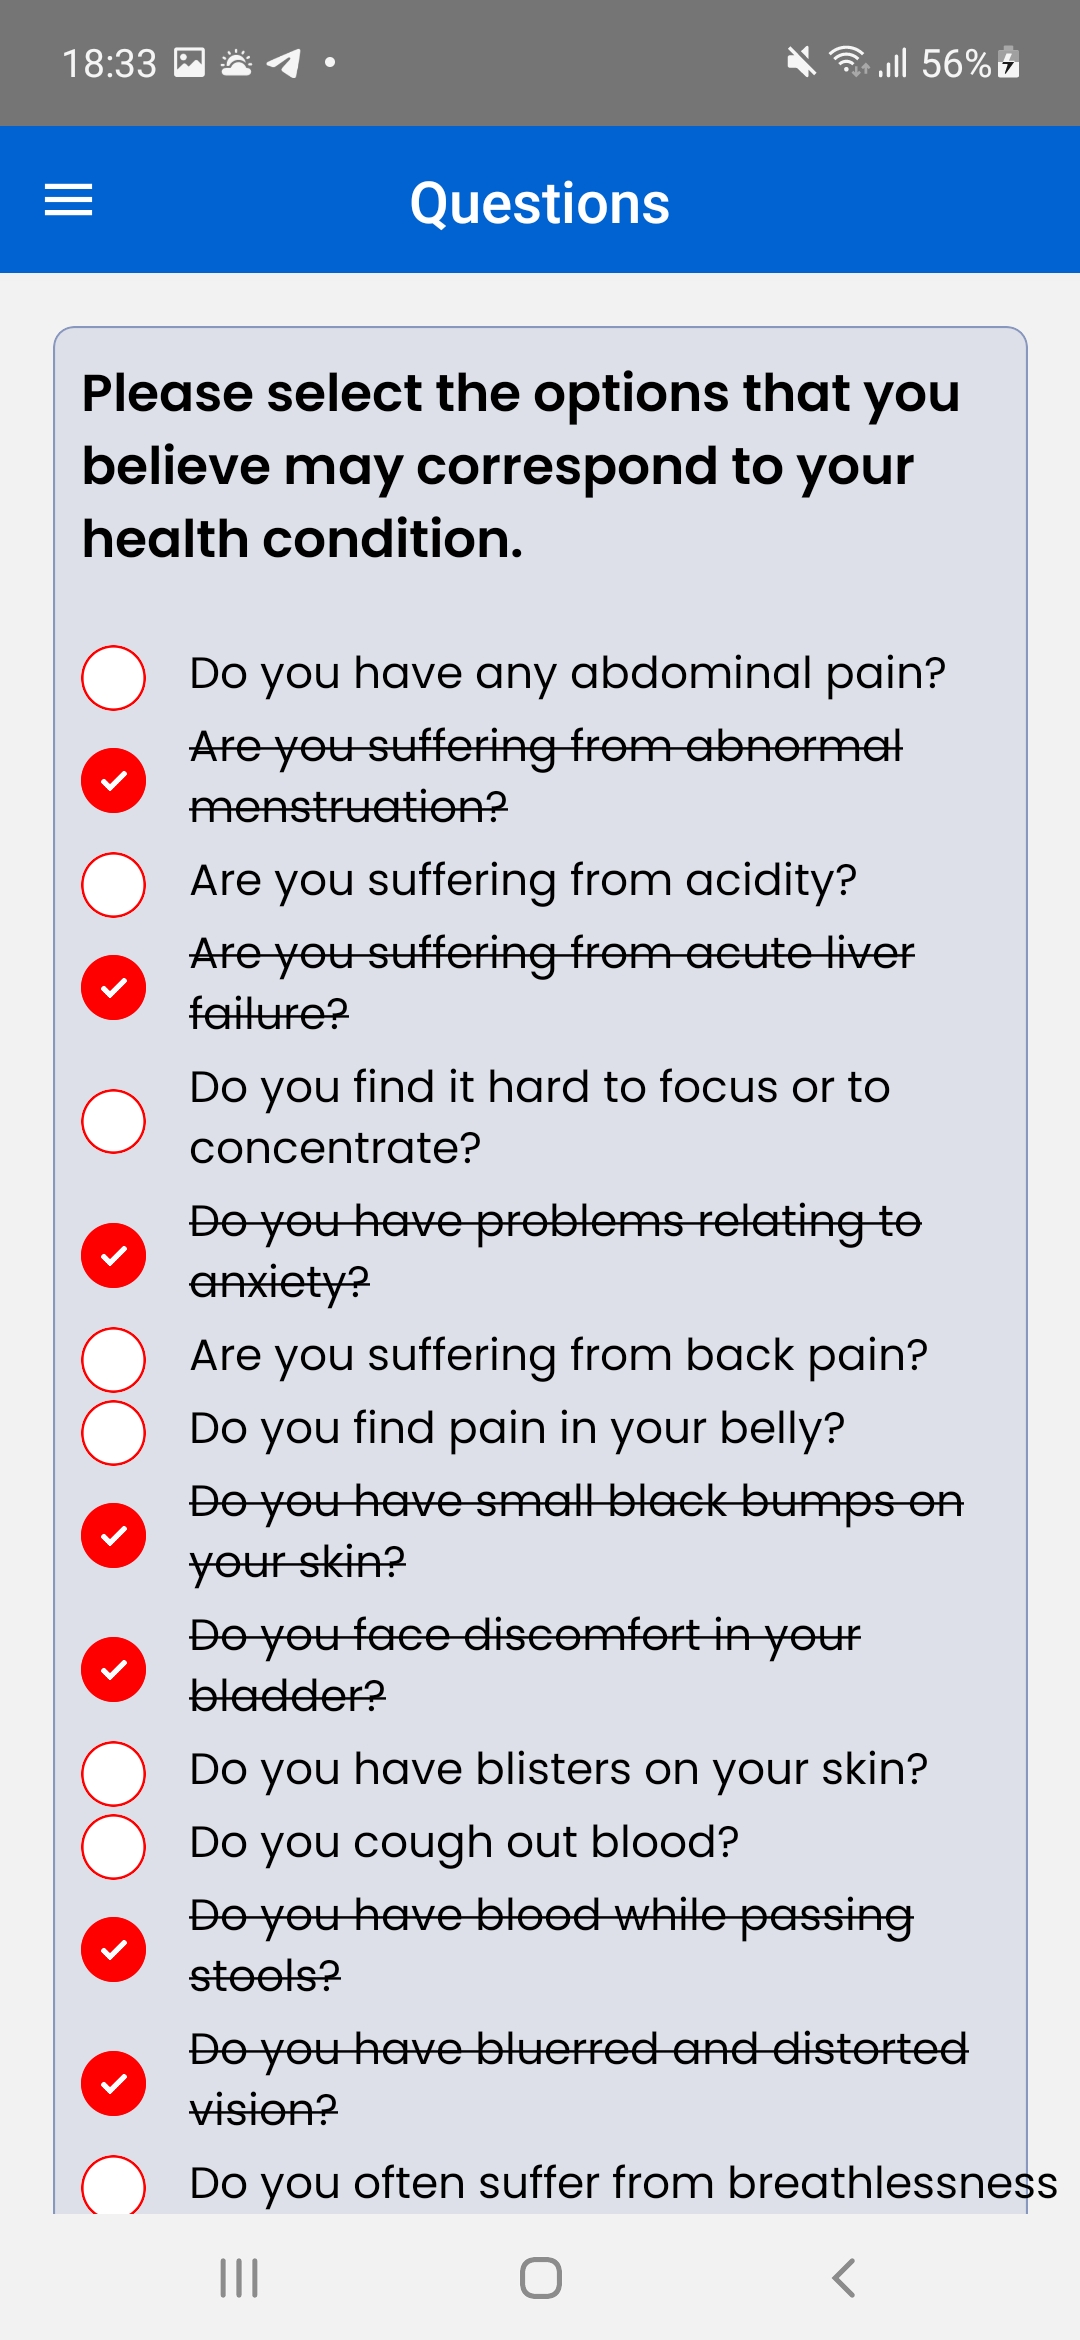 18:33
56%
Questions
Please select the options that you
believe may correspond to your
health condition.
Do you have any abdominal pain?
Are you suffering from abnormal
menstruation?
Are you suffering from acidity?
Are you suffering from acute liver
failure?
Do you find it hard to focus or to
concentrate?
Do you have problems relating to
anxiety?
Are you suffering from back pain?
Do you find pain in your belly?
Do you have small black bumps on
your skin?
Do you face discomfort in your
bladder?
Do you have blisters on your skin?
Do you cough out blood?
Do you have blood while passing
stools?
Do you have bluerred and distorted
vision?
Do you often suffer from breathlessness